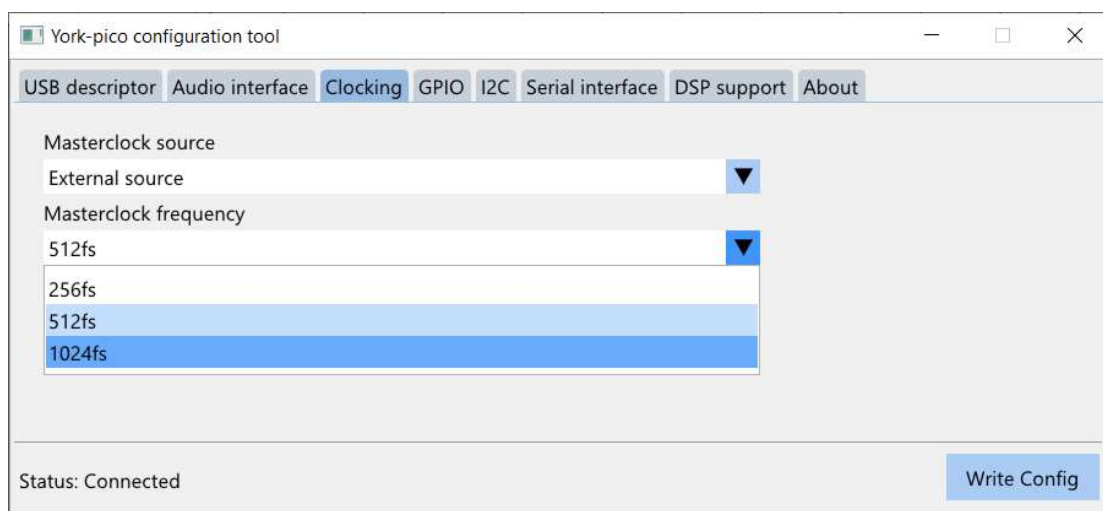 York-pico configuration tool
USB descriptor Audio interface Clocking GPIO I2C Serial interface DSP support About
Masterclock source
External source
Masterclock frequency
512fs
256fs
512fs
1024fs
Status: Connected Write Config